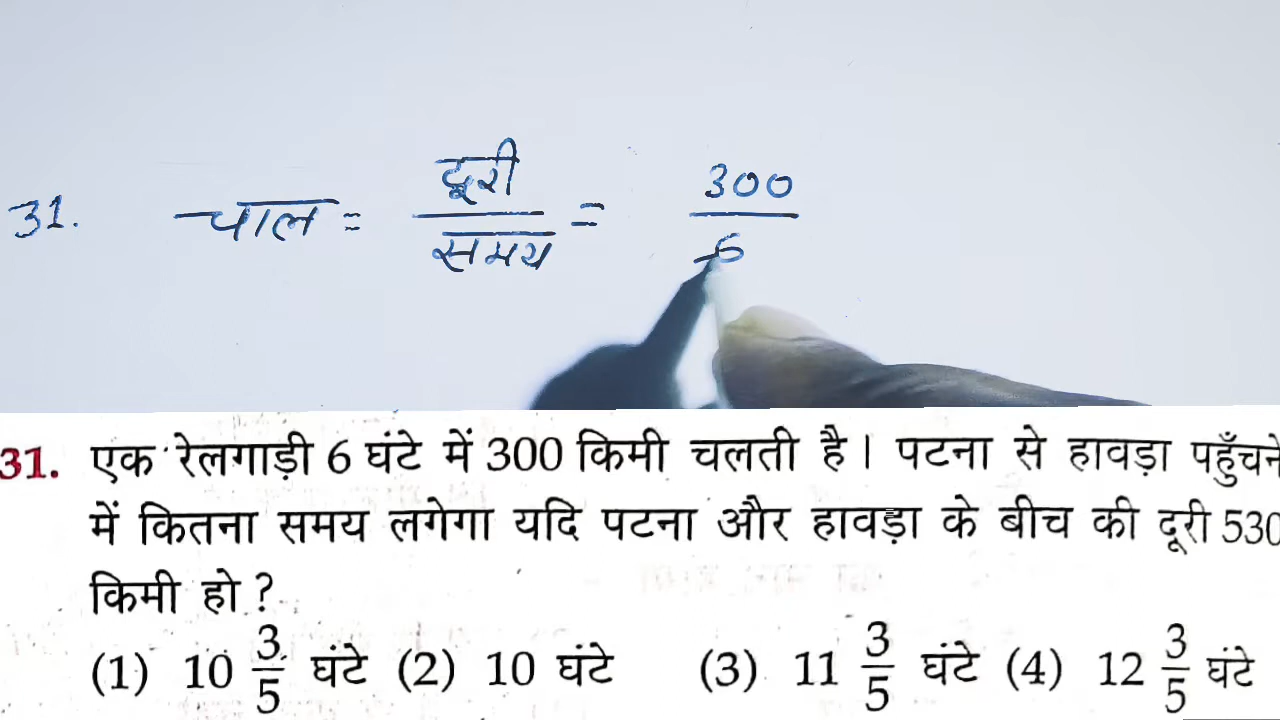 31. चाल = दूरी / समय = 300 / 6
31. एक रेलगाड़ी 6 घंटे में 300 किमी चलती है। पटना से हावड़ा पहुँचने
में कितना समय लगेगा यदि पटना और हावड़ा के बीच की दूरी 530
किमी हो ?
(1) 10 3/5 घंटे (2) 10 घंटे (3) 11 3/5 घंटे (4) 12 3/5 घंटे